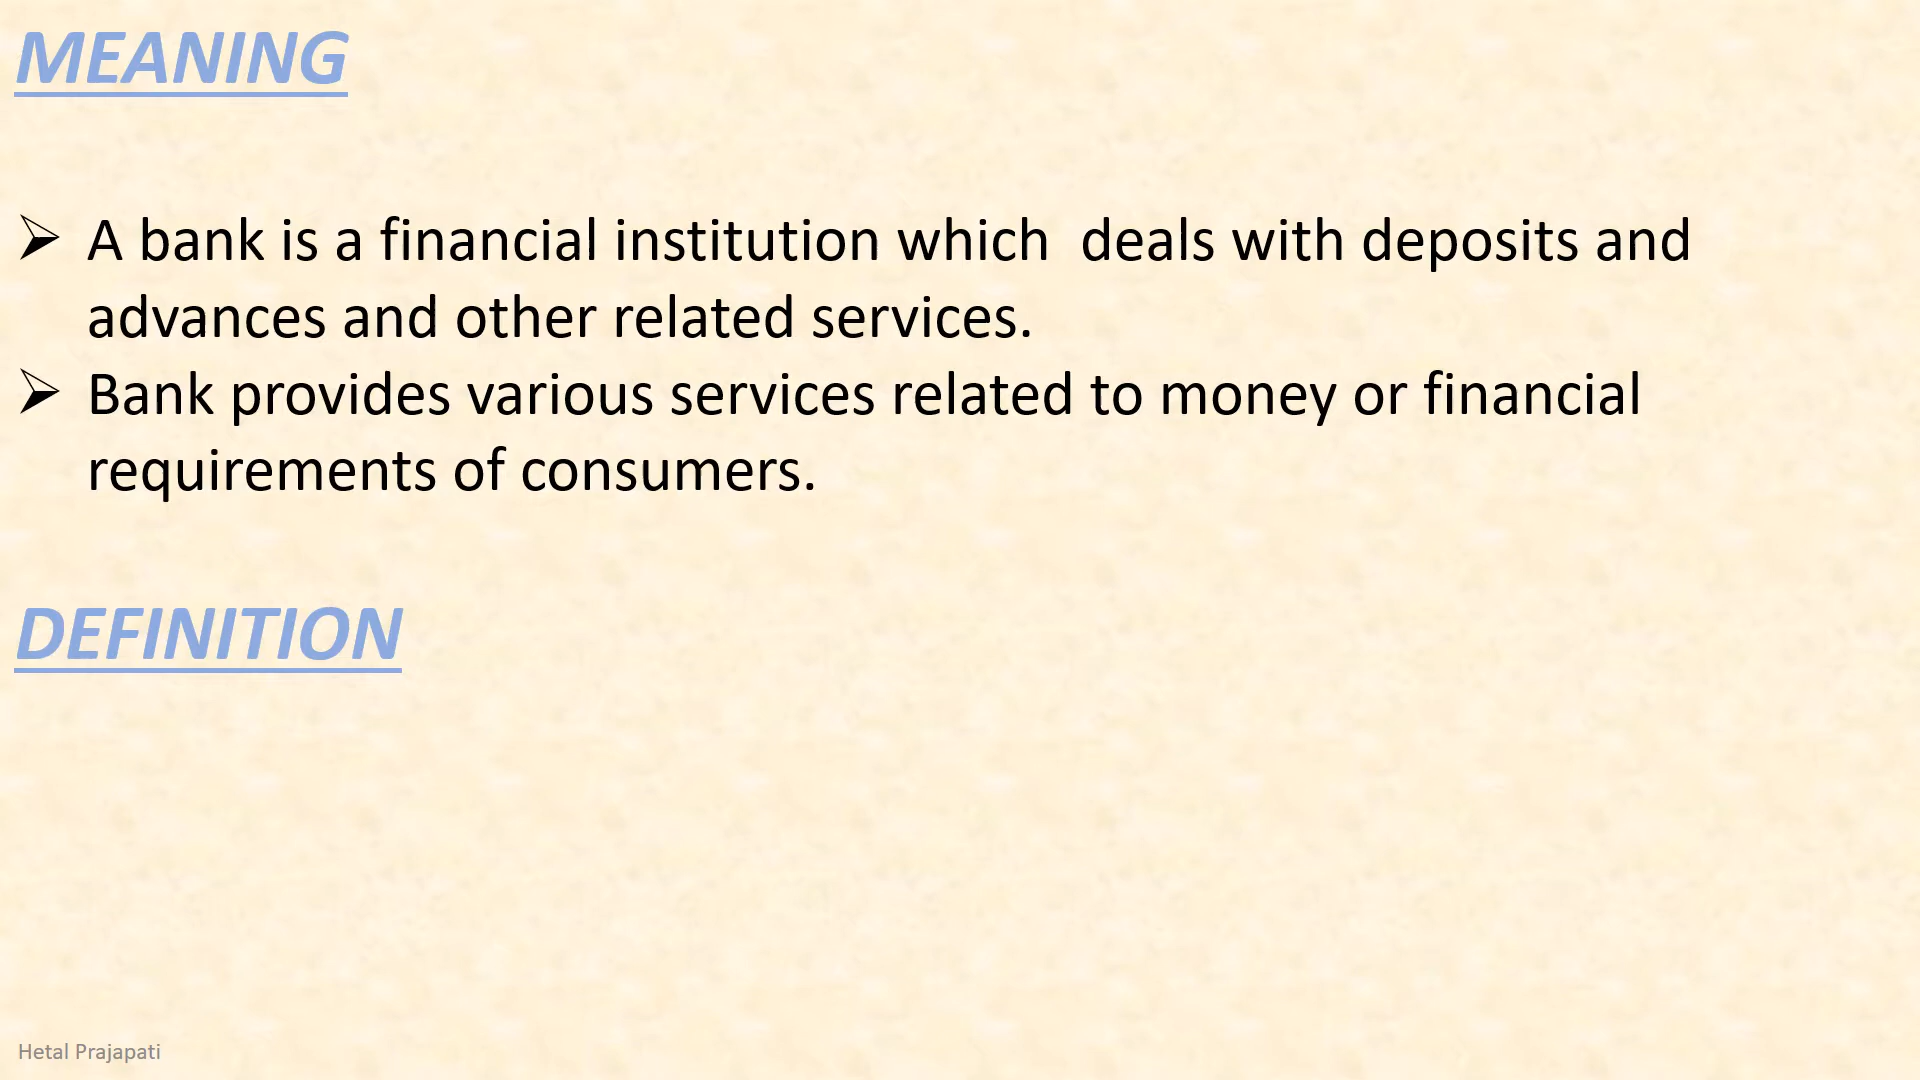 MEANING
➢ A bank is a financial institution which  deals with deposits and
advances and other related services.
➢ Bank provides various services related to money or financial
requirements of consumers.
DEFINITION
Hetal Prajapati